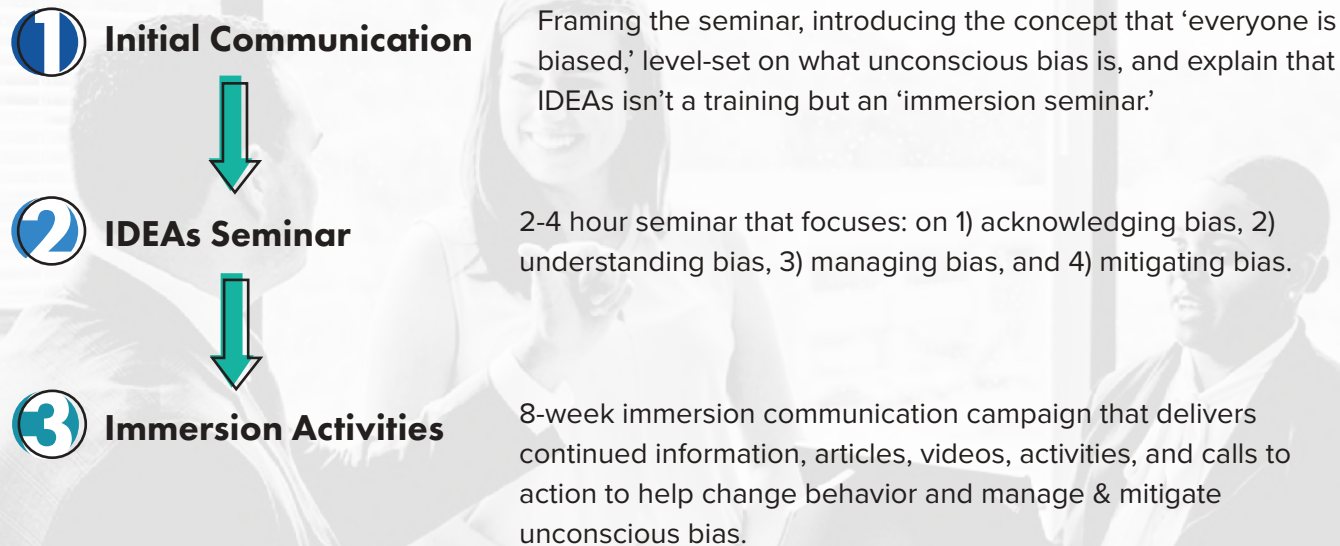 1 Initial Communication
Framing the seminar, introducing the concept that ‘everyone is
biased,’ level-set on what unconscious bias is, and explain that
IDEAs isn’t a training but an ‘immersion seminar.’
2 IDEAs Seminar
2-4 hour seminar that focuses: on 1) acknowledging bias, 2)
understanding bias, 3) managing bias, and 4) mitigating bias.
3 Immersion Activities
8-week immersion communication campaign that delivers
continued information, articles, videos, activities, and calls to
action to help change behavior and manage & mitigate
unconscious bias.